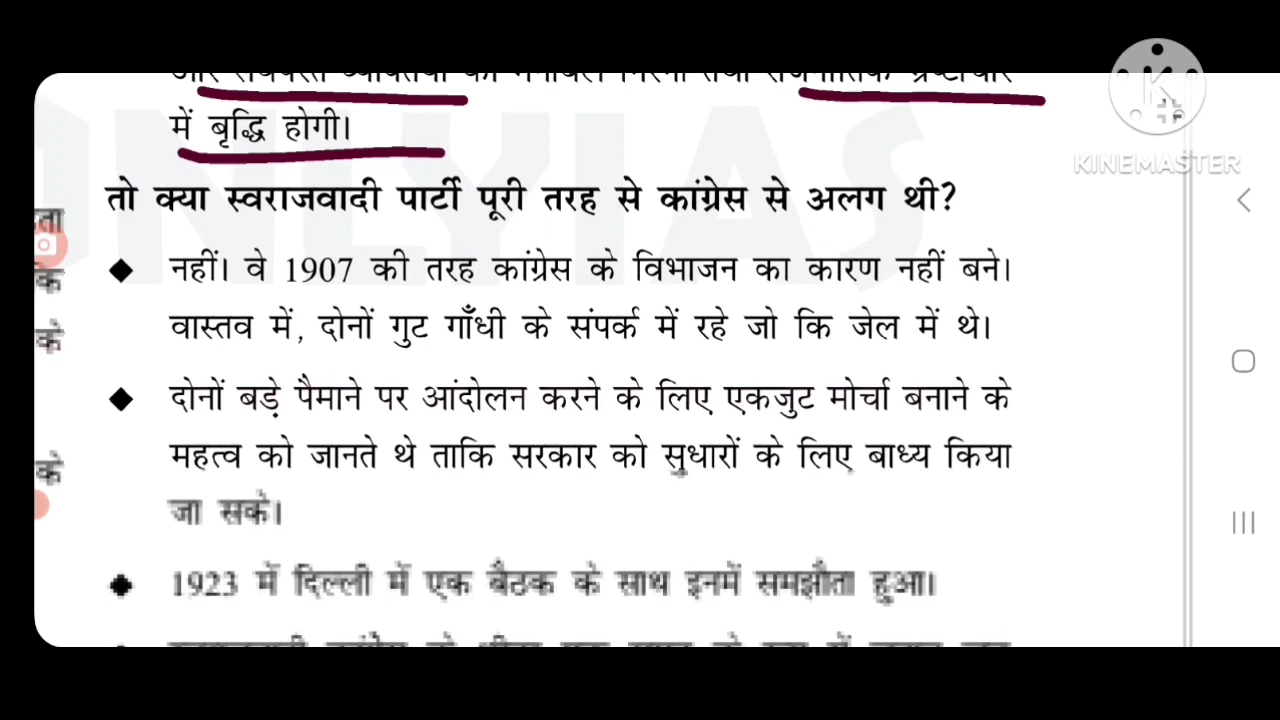 में बृद्धि होगी।
KINEMASTER
तो क्या स्वराजवादी पार्टी पूरी तरह से कांग्रेस से अलग थी?
नहीं। वे 1907 की तरह कांग्रेस के विभाजन का कारण नहीं बने।
वास्तव में, दोनों गुट गाँधी के संपर्क में रहे जो कि जेल में थे।
दोनों बड़े पैमाने पर आंदोलन करने के लिए एकजुट मोर्चा बनाने के
महत्व को जानते थे ताकि सरकार को सुधारों के लिए बाध्य किया
जा सके।
1923 में दिल्ली में एक बैठक के साथ इनमें समझौता हुआ।
ता
के
के
के
ONLYIAS